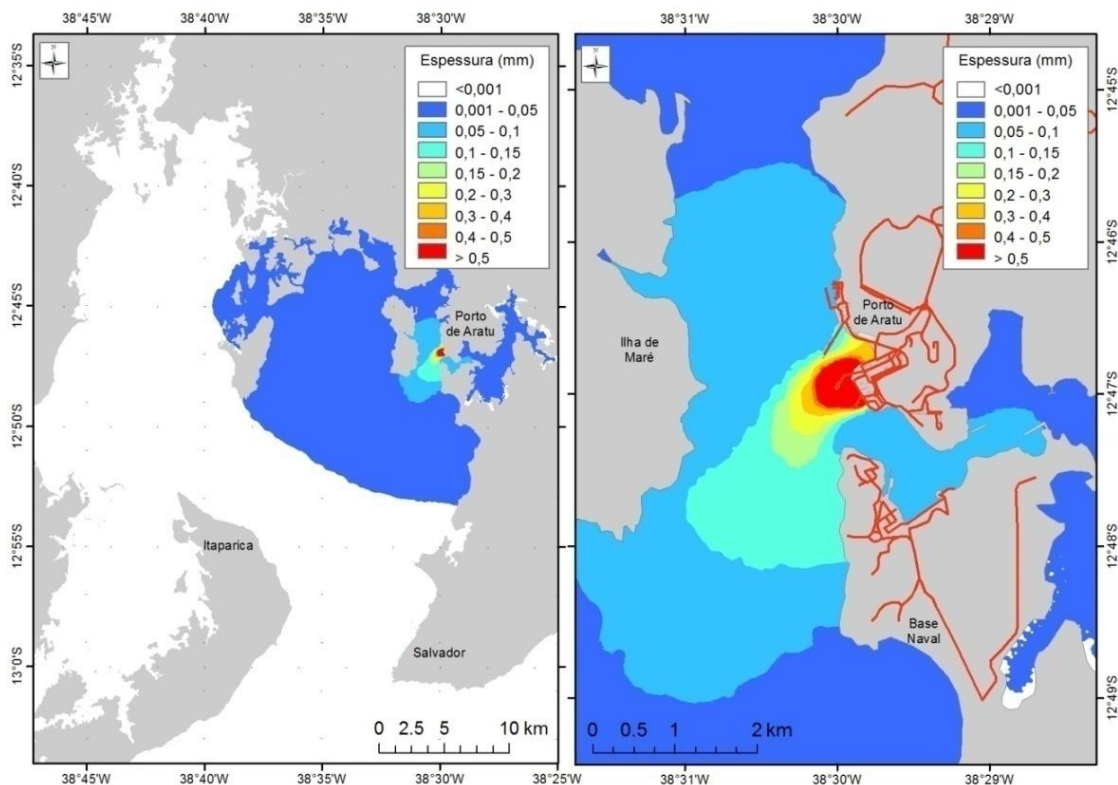 38°45'W 38°40'W 38°35'W 38°30'W
12°35'S
12°40'S
12°45'S
12°50'S
12°55'S
13°0'S
N
Espessura (mm)
<0,001
0,001 - 0,05
0,05 - 0,1
0,1 - 0,15
0,15 - 0,2
0,2 - 0,3
0,3 - 0,4
0,4 - 0,5
> 0,5
Porto
de Aratu
Itaparica
Salvador
0 2.5 5 10 km
38°45'W 38°40'W 38°35'W 38°30'W 38°25'W
38°31'W 38°30'W 38°29'W
N
Espessura (mm)
<0,001
0,001 - 0,05
0,05 - 0,1
0,1 - 0,15
0,15 - 0,2
0,2 - 0,3
0,3 - 0,4
0,4 - 0,5
> 0,5
Porto
de Aratu
Ilha de
Maré
Base
Naval
0 0.5 1 2 km
12°45'S
12°46'S
12°47'S
12°48'S
12°49'S
38°31'W 38°30'W 38°29'W